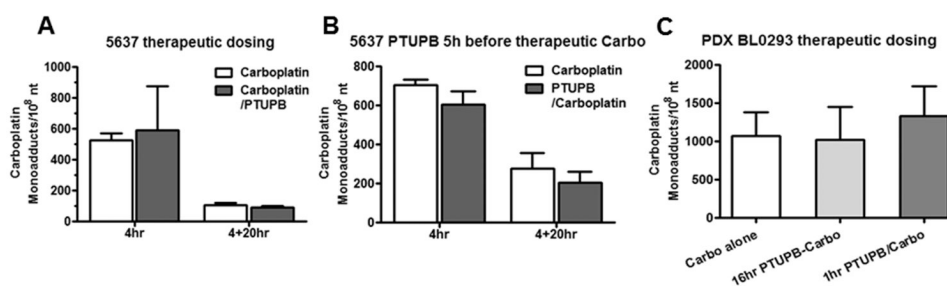 A
5637 therapeutic dosing
Carboplatin
Monoadducts/10⁸ nt
1000
800
600
400
200
0
Carboplatin
Carboplatin
/PTUPB
4hr
4+20hr
B
5637 PTUPB 5h before therapeutic Carbo
Carboplatin
Monoadducts/10⁸ nt
800
600
400
200
0
Carboplatin
PTUPB
/Carboplatin
4hr
4+20hr
C
PDX BL0293 therapeutic dosing
Carboplatin
Monoadducts/10⁸ nt
2000
1500
1000
500
0
Carbo alone
16hr PTUPB-Carbo
1hr PTUPB/Carbo